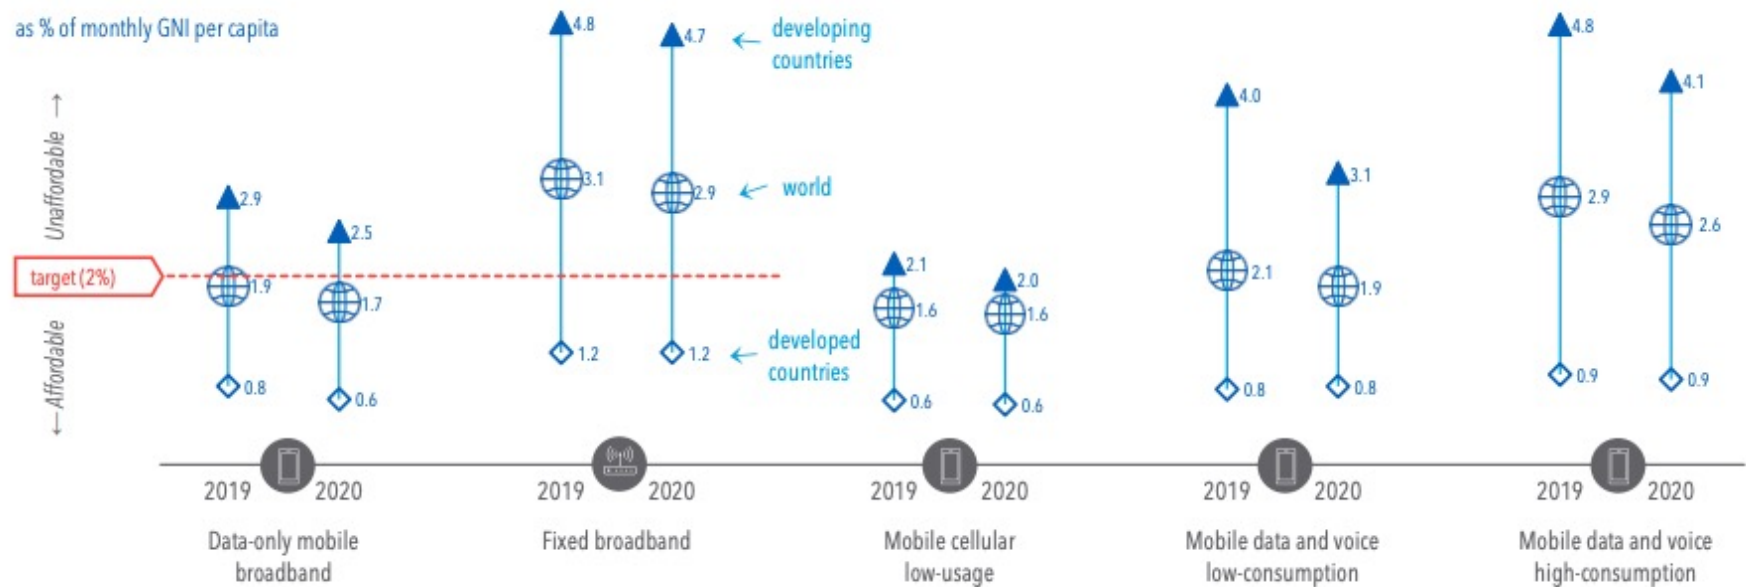 as % of monthly GNI per capita
Unaffordable
target (2%)
Affordable
2.9
1.9
0.8
2.5
1.7
0.6
4.8
3.1
1.2
4.7
2.9
1.2
developing
countries
world
developed
countries
2.1
1.6
0.6
2.0
1.6
0.6
4.0
2.1
0.8
3.1
1.9
0.8
4.8
2.9
0.9
4.1
2.6
0.9
2019 2020
Data-only mobile
broadband
2019 2020
Fixed broadband
2019 2020
Mobile cellular
low-usage
2019 2020
Mobile data and voice
low-consumption
2019 2020
Mobile data and voice
high-consumption